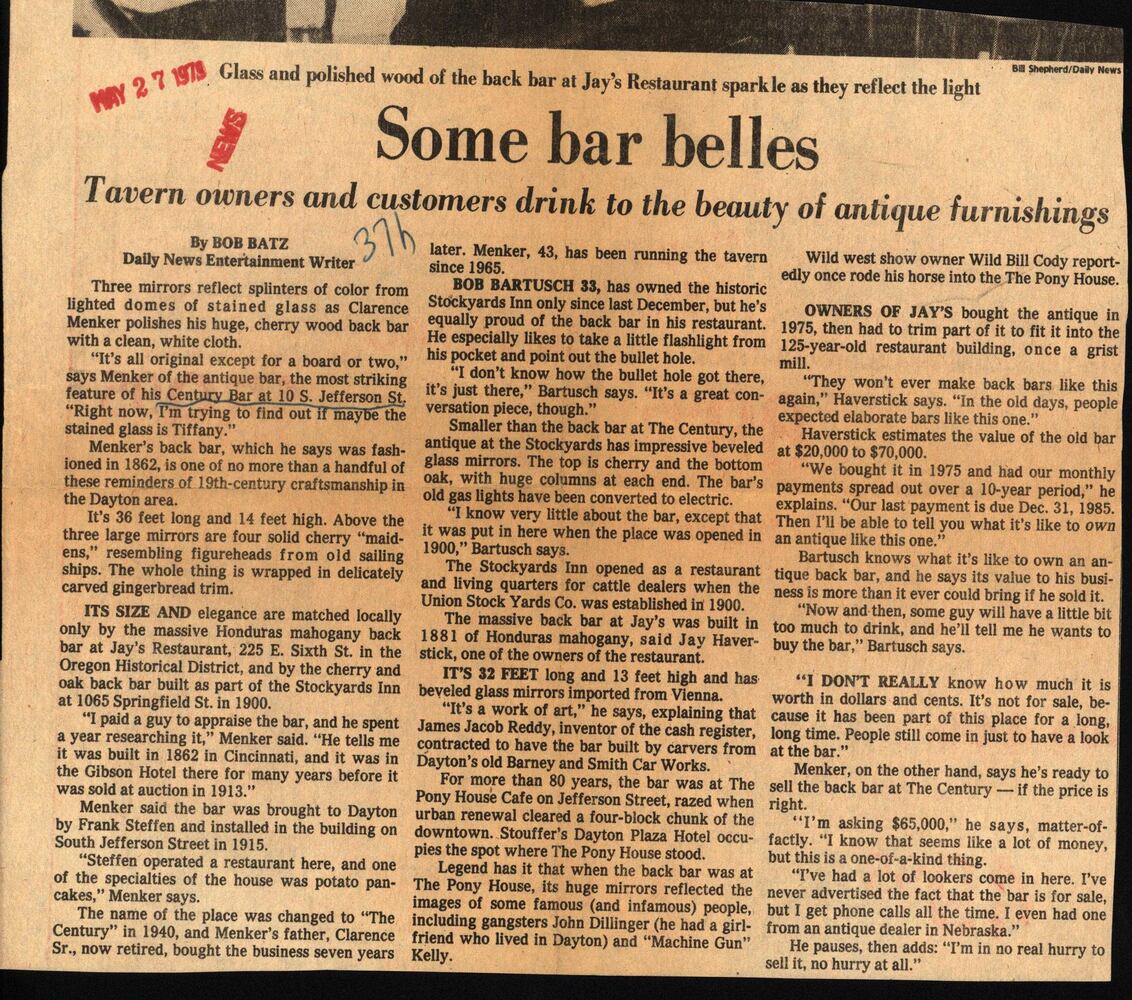 Bill Shepherd/Daily News
MAY 27 1979
Glass and polished wood of the back bar at Jay's Restaurant sparkle as they reflect the light
NEWS
Some bar belles
Tavern owners and customers drink to the beauty of antique furnishings
37h
By BOB BATZ
Daily News Entertainment Writer
Three mirrors reflect splinters of color from
lighted domes of stained glass as Clarence
Menker polishes his huge, cherry wood back bar
with a clean, white cloth.
"It's all original except for a board or two,"
says Menker of the antique bar, the most striking
feature of his Century Bar at 10 S. Jefferson St.
"Right now, I'm trying to find out if maybe the
stained glass is Tiffany."
Menker's back bar, which he says was fash-
ioned in 1862, is one of no more than a handful of
these reminders of 19th-century craftsmanship in
the Dayton area.
It's 36 feet long and 14 feet high. Above the
three large mirrors are four solid cherry "maid-
ens," resembling figureheads from old sailing
ships. The whole thing is wrapped in delicately
carved gingerbread trim.
ITS SIZE AND elegance are matched locally
only by the massive Honduras mahogany back
bar at Jay's Restaurant, 225 E. Sixth St. in the
Oregon Historical District, and by the cherry and
oak back bar built as part of the Stockyards Inn
at 1065 Springfield St. in 1900.
"I paid a guy to appraise the bar, and he spent
a year researching it," Menker said. "He tells me
it was built in 1862 in Cincinnati, and it was in
the Gibson Hotel there for many years before it
was sold at auction in 1913."
Menker said the bar was brought to Dayton
by Frank Steffen and installed in the building on
South Jefferson Street in 1915.
"Steffen operated a restaurant here, and one
of the specialties of the house was potato pan-
cakes," Menker says.
The name of the place was changed to "The
Century" in 1940, and Menker's father, Clarence
Sr., now retired, bought the business seven years
later. Menker, 43, has been running the tavern
since 1965.
BOB BARTUSCH 33, has owned the historic
Stockyards Inn only since last December, but he's
equally proud of the back bar in his restaurant.
He especially likes to take a little flashlight from
his pocket and point out the bullet hole.
"I don't know how the bullet hole got there,
it's just there," Bartusch says. "It's a great con-
versation piece, though."
Smaller than the back bar at The Century, the
antique at the Stockyards has impressive beveled
glass mirrors. The top is cherry and the bottom
oak, with huge columns at each end. The bar's
old gas lights have been converted to electric.
"I know very little about the bar, except that
it was put in here when the place was opened in
1900," Bartusch says.
The Stockyards Inn opened as a restaurant
and living quarters for cattle dealers when the
Union Stock Yards Co. was established in 1900.
The massive back bar at Jay's was built in
1881 of Honduras mahogany, said Jay Haver-
stick, one of the owners of the restaurant.
IT'S 32 FEET long and 13 feet high and has
beveled glass mirrors imported from Vienna.
"It's a work of art," he says, explaining that
James Jacob Reddy, inventor of the cash register,
contracted to have the bar built by carvers from
Dayton's old Barney and Smith Car Works.
For more than 80 years, the bar was at The
Pony House Cafe on Jefferson Street, razed when
urban renewal cleared a four-block chunk of the
downtown. Stouffer's Dayton Plaza Hotel occu-
pies the spot where The Pony House stood.
Legend has it that when the back bar was at
The Pony House, its huge mirrors reflected the
images of some famous (and infamous) people,
including gangsters John Dillinger (he had a girl-
friend who lived in Dayton) and "Machine Gun"
Kelly.
Wild west show owner Wild Bill Cody report-
edly once rode his horse into the The Pony House.
OWNERS OF JAY'S bought the antique in
1975, then had to trim part of it to fit it into the
125-year-old restaurant building, once a grist
mill.
"They won't ever make back bars like this
again," Haverstick says. "In the old days, people
expected elaborate bars like this one."
Haverstick estimates the value of the old bar
at $20,000 to $70,000.
"We bought it in 1975 and had our monthly
payments spread out over a 10-year period," he
explains. "Our last payment is due Dec. 31, 1985.
Then I'll be able to tell you what it's like to own
an antique like this one."
Bartusch knows what it's like to own an an-
tique back bar, and he says its value to his busi-
ness is more than it ever could bring if he sold it.
"Now and then, some guy will have a little bit
too much to drink, and he'll tell me he wants to
buy the bar," Bartusch says.
"I DON'T REALLY know how much it is
worth in dollars and cents. It's not for sale, be-
cause it has been part of this place for a long,
long time. People still come in just to have a look
at the bar."
Menker, on the other hand, says he's ready to
sell the back bar at The Century — if the price is
right.
"I'm asking $65,000," he says, matter-of-
factly. "I know that seems like a lot of money,
but this is a one-of-a-kind thing.
"I've had a lot of lookers come in here. I've
never advertised the fact that the bar is for sale,
but I get phone calls all the time. I even had one
from an antique dealer in Nebraska."
He pauses, then adds: "I'm in no real hurry to
sell it, no hurry at all."